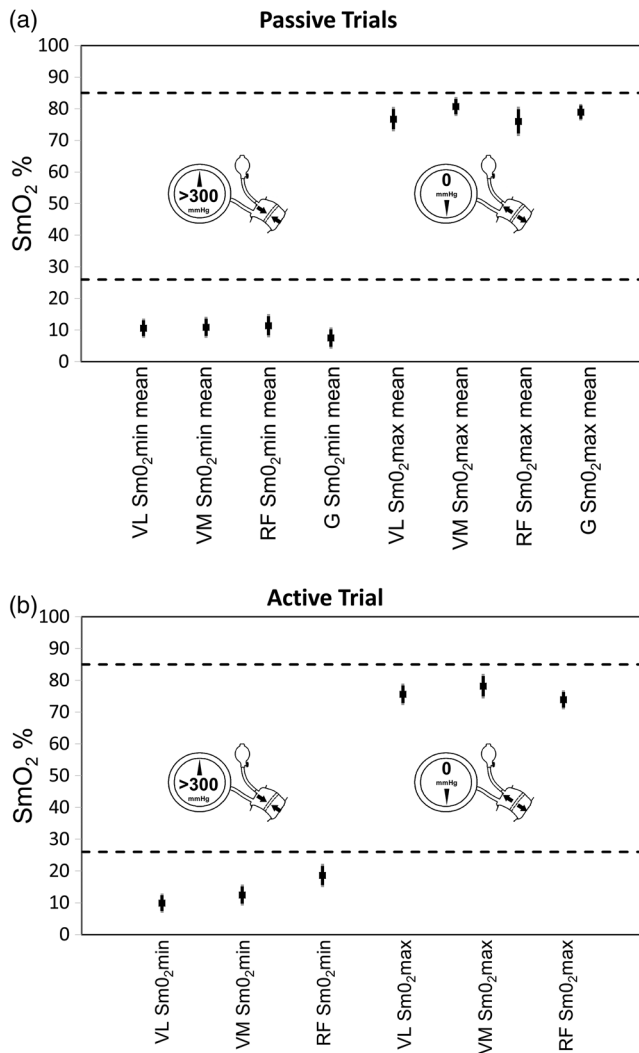 (a)
Passive Trials
SmO₂ %
100
90
80
70
60
50
40
30
20
10
0
>300
mmHg
0
mmHg
VL Sm0₂min mean
VM Sm0₂min mean
RF Sm0₂min mean
G Sm0₂min mean
VL Sm0₂max mean
VM Sm0₂max mean
RF Sm0₂max mean
G Sm0₂max mean
(b)
Active Trial
SmO₂ %
100
90
80
70
60
50
40
30
20
10
0
>300
mmHg
0
mmHg
VL Sm0₂min
VM Sm0₂min
RF Sm0₂min
VL Sm0₂max
VM Sm0₂max
RF Sm0₂max